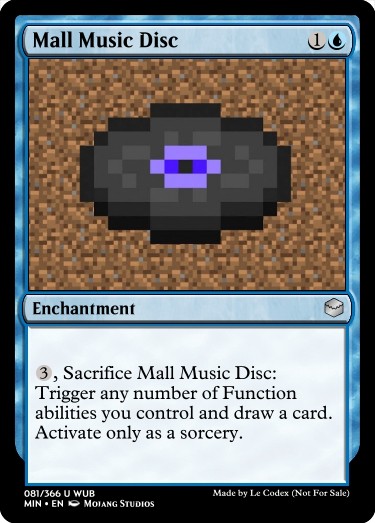 Mall Music Disc 1
Enchantment
3, Sacrifice Mall Music Disc:
Trigger any number of Function
abilities you control and draw a card.
Activate only as a sorcery.
081/366 U WUB
MIN • EN Mojang Studios
Made by Le Codex (Not For Sale)